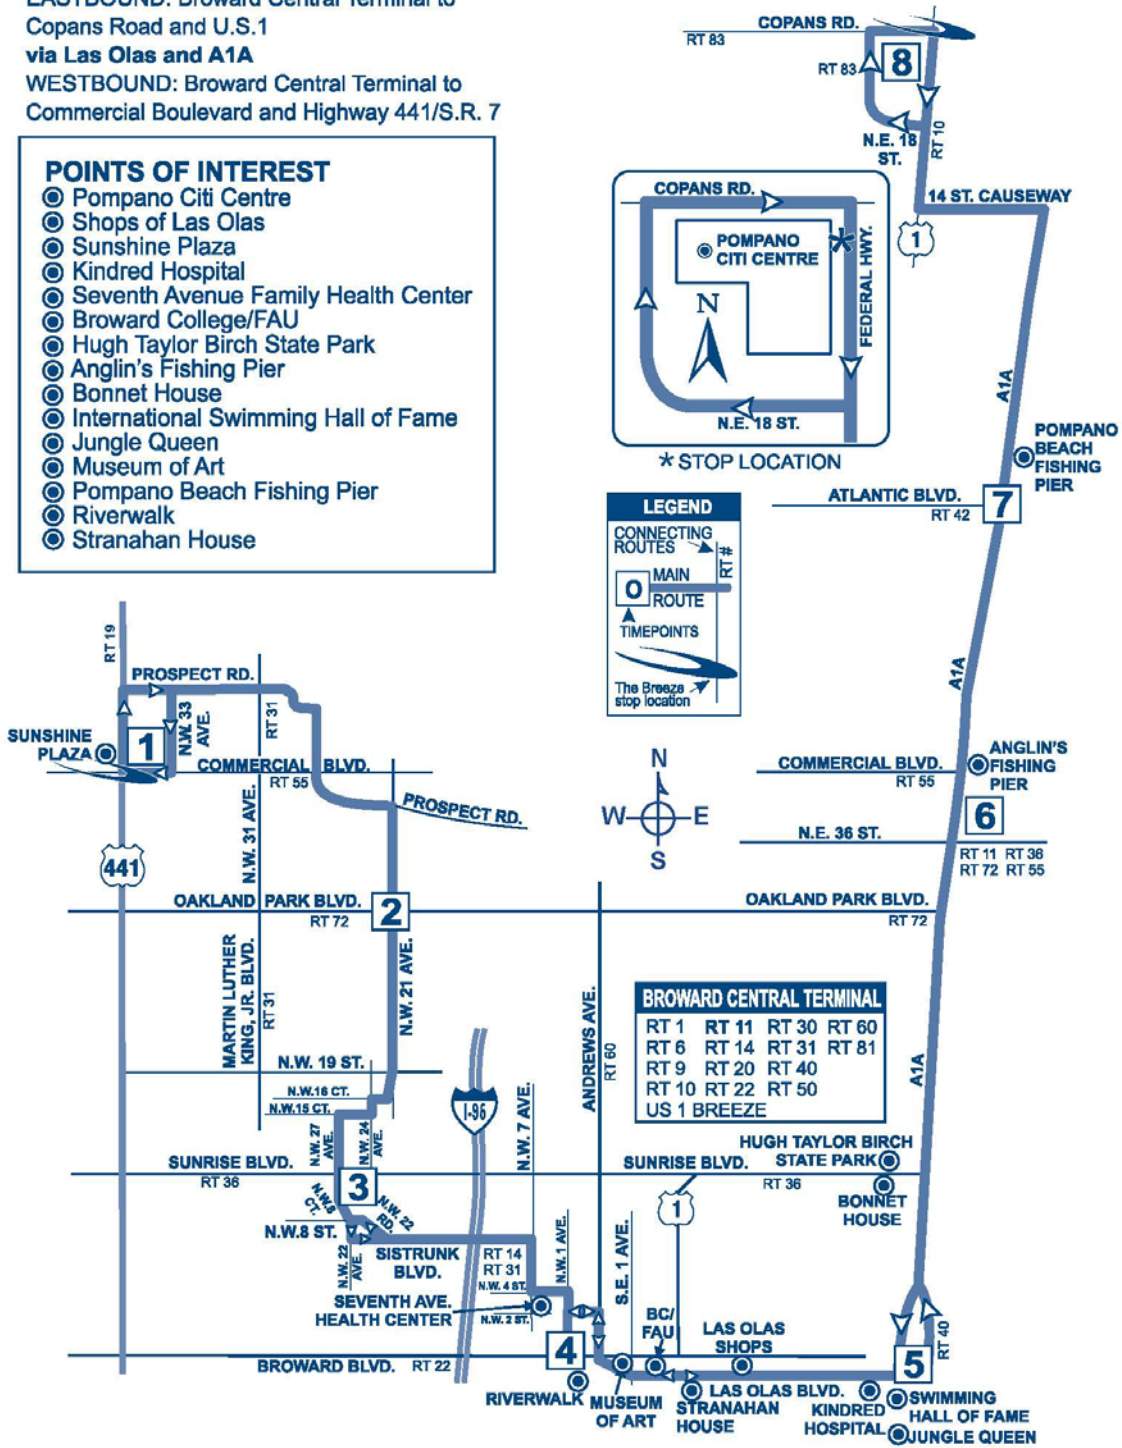 EASTBOUND: Broward Central Terminal to
Copans Road and U.S.1
via Las Olas and A1A
WESTBOUND: Broward Central Terminal to
Commercial Boulevard and Highway 441/S.R. 7
POINTS OF INTEREST
Pompano Citi Centre
Shops of Las Olas
Sunshine Plaza
Kindred Hospital
Seventh Avenue Family Health Center
Broward College/FAU
Hugh Taylor Birch State Park
Anglin's Fishing Pier
Bonnet House
International Swimming Hall of Fame
Jungle Queen
Museum of Art
Pompano Beach Fishing Pier
Riverwalk
Stranahan House
COPANS RD.
RT 83
RT 83
8
N.E. 18
ST.
RT 10
14 ST. CAUSEWAY
1
COPANS RD.
POMPANO
CITI CENTRE
*
FEDERAL HWY.
N
N.E. 18 ST.
* STOP LOCATION
A1A
POMPANO
BEACH
FISHING
PIER
ATLANTIC BLVD.
RT 42
7
LEGEND
CONNECTING
ROUTES
RT #
0
MAIN
ROUTE
TIMEPOINTS
The Breeze
stop location
A1A
RT 19
PROSPECT RD.
N.W. 33
AVE.
RT 31
SUNSHINE
PLAZA
1
COMMERCIAL BLVD.
RT 55
PROSPECT RD.
N.W. 31 AVE.
441
N
W E
S
COMMERCIAL BLVD.
RT 55
ANGLIN'S
FISHING
PIER
6
N.E. 36 ST.
RT 11 RT 36
RT 72 RT 55
OAKLAND PARK BLVD.
RT 72
2
OAKLAND PARK BLVD.
RT 72
MARTIN LUTHER
KING, JR. BLVD.
RT 31
N.W. 21 AVE.
ANDREWS AVE.
RT 60
BROWARD CENTRAL TERMINAL
RT 1 RT 11 RT 30 RT 60
RT 6 RT 14 RT 31 RT 81
RT 9 RT 20 RT 40
RT 10 RT 22 RT 50
US 1 BREEZE
A1A
N.W. 19 ST.
N.W.16 CT.
N.W.15 CT.
N.W. 27
AVE.
N.W. 24
AVE.
I-95
N.W. 7 AVE.
SUNRISE BLVD.
RT 36
3
SUNRISE BLVD.
RT 36
HUGH TAYLOR BIRCH
STATE PARK
BONNET
HOUSE
1
N.W.8
CT.
N.W. 22
RD.
N.W.8 ST.
N.W. 22
AVE.
SISTRUNK
BLVD.
RT 14
RT 31
N.W. 4 ST.
N.W. 1 AVE.
S.E. 1 AVE.
SEVENTH AVE.
HEALTH CENTER
N.W. 2 ST.
BC/
FAU
LAS OLAS
SHOPS
RT 40
4
5
BROWARD BLVD. RT 22
RIVERWALK
MUSEUM
OF ART
STRANAHAN
HOUSE
LAS OLAS BLVD.
KINDRED
HOSPITAL
SWIMMING
HALL OF FAME
JUNGLE QUEEN